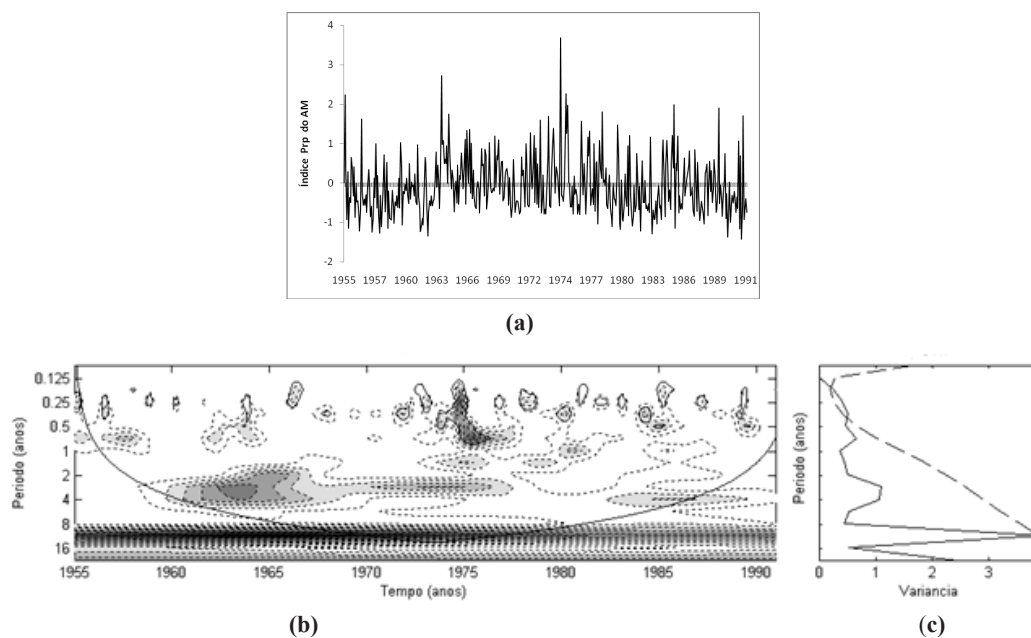 4
3
2
1
0
-1
-2
Índice Prp do AM
1955 1957 1960 1963 1966 1969 1972 1974 1977 1980 1983 1986 1989 1991
(a)
0.125
0.25
0.5
1
2
4
8
16
Periodo (anos)
1955 1960 1965 1970 1975 1980 1985 1990
Tempo (anos)
(b)
Periodo (anos)
0 1 2 3
Variancia
(c)